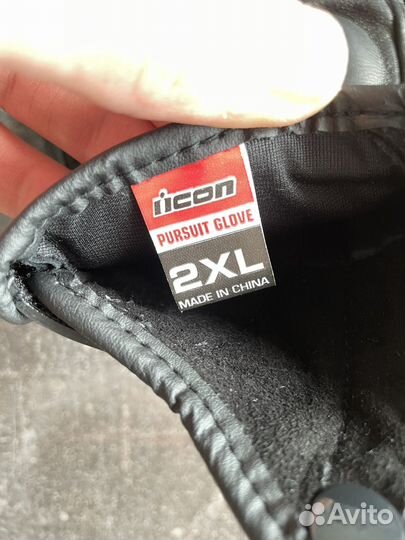 icon
PURSUIT GLOVE
2XL
MADE IN CHINA
Avito